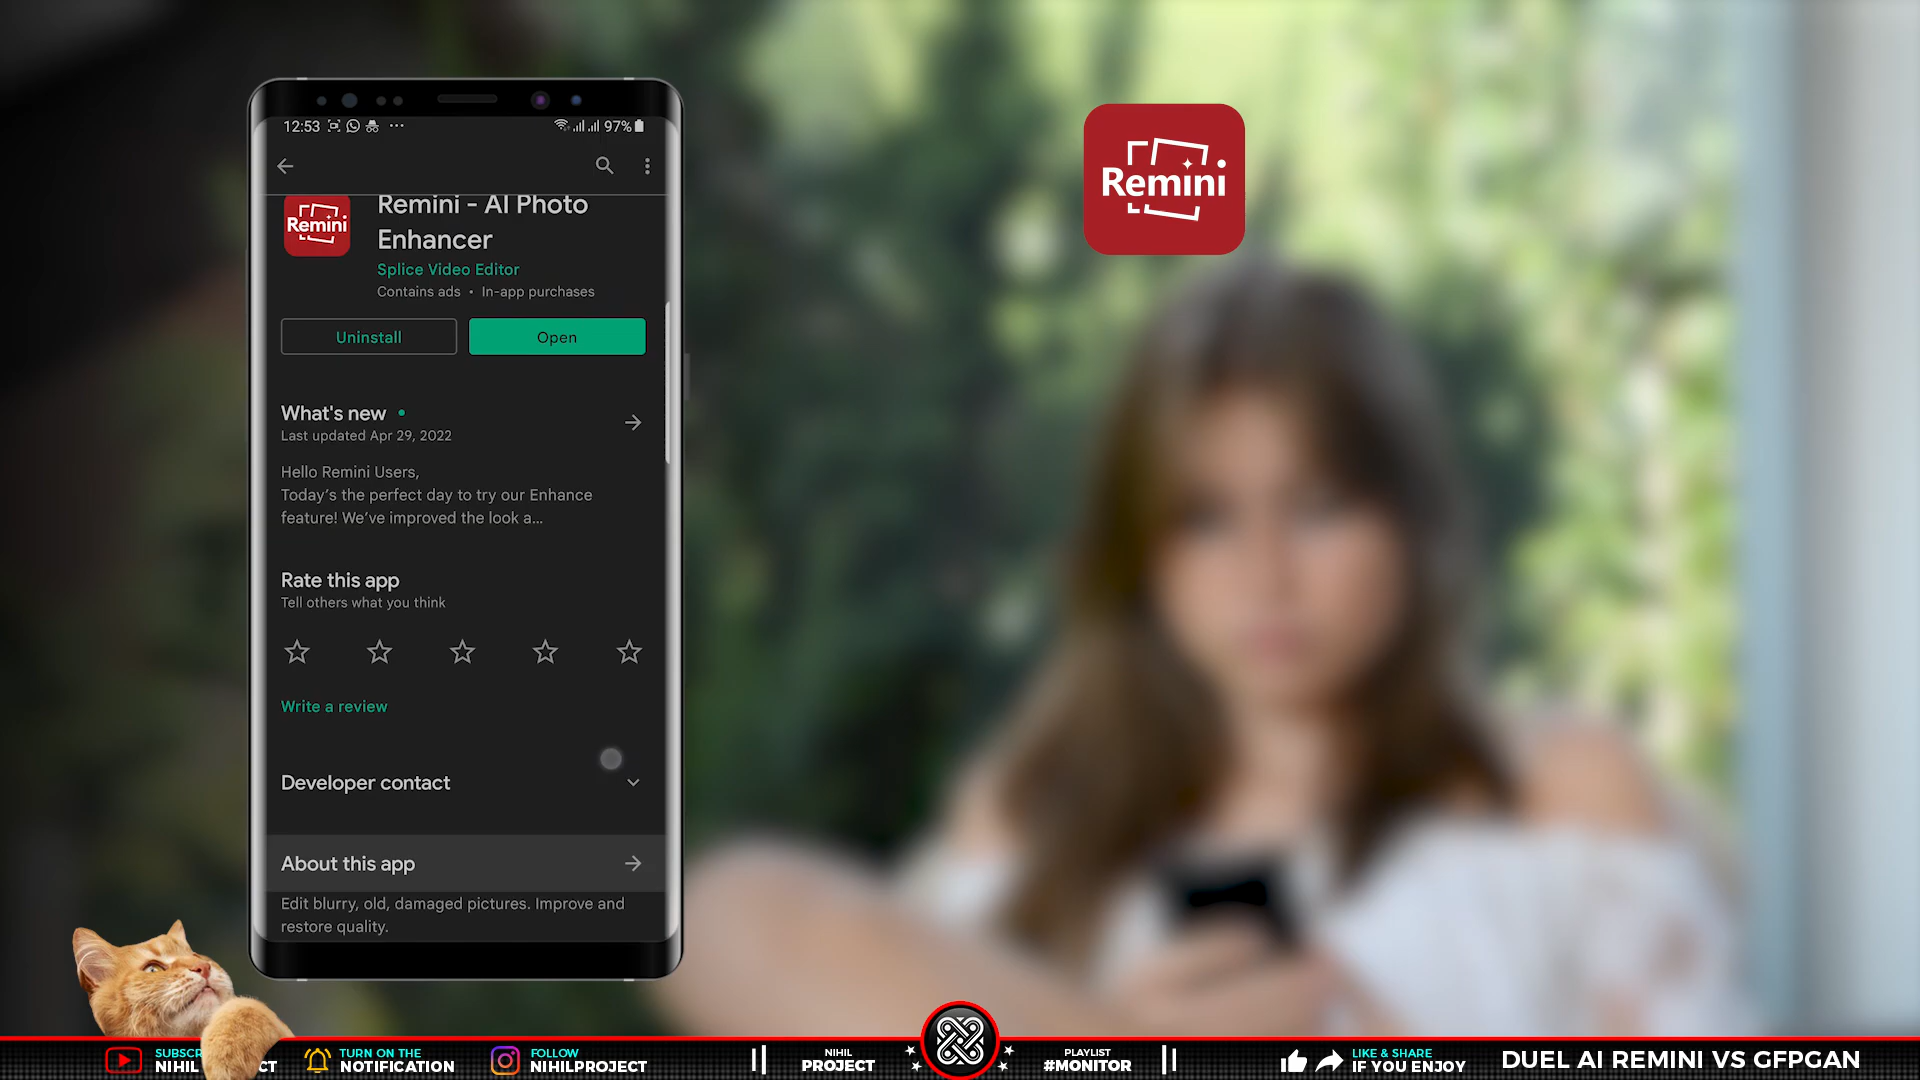 12:53
97%
Remini - AI Photo
Enhancer
Remini
Splice Video Editor
Contains ads • In-app purchases
Uninstall
Open
What's new
Last updated Apr 29, 2022
Hello Remini Users,
Today's the perfect day to try our Enhance
feature! We've improved the look a...
Rate this app
Tell others what you think
Write a review
Developer contact
About this app
Edit blurry, old, damaged pictures. Improve and
restore quality.
Remini
SUBSCR
NIHIL CT
TURN ON THE
NOTIFICATION
FOLLOW
NIHILPROJECT
NIHIL
PROJECT
PLAYLIST
#MONITOR
LIKE & SHARE
IF YOU ENJOY
DUEL AI REMINI VS GFPGAN